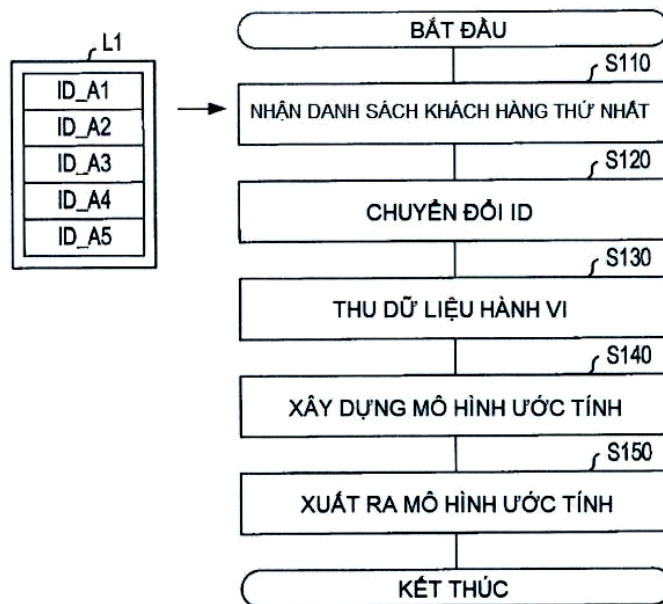 L1
ID_A1
ID_A2
ID_A3
ID_A4
ID_A5
BẮT ĐẦU
S110
NHẬN DANH SÁCH KHÁCH HÀNG THỨ NHẤT
S120
CHUYỂN ĐỔI ID
S130
THU DỮ LIỆU HÀNH VI
S140
XÂY DỰNG MÔ HÌNH ƯỚC TÍNH
S150
XUẤT RA MÔ HÌNH ƯỚC TÍNH
KẾT THÚC